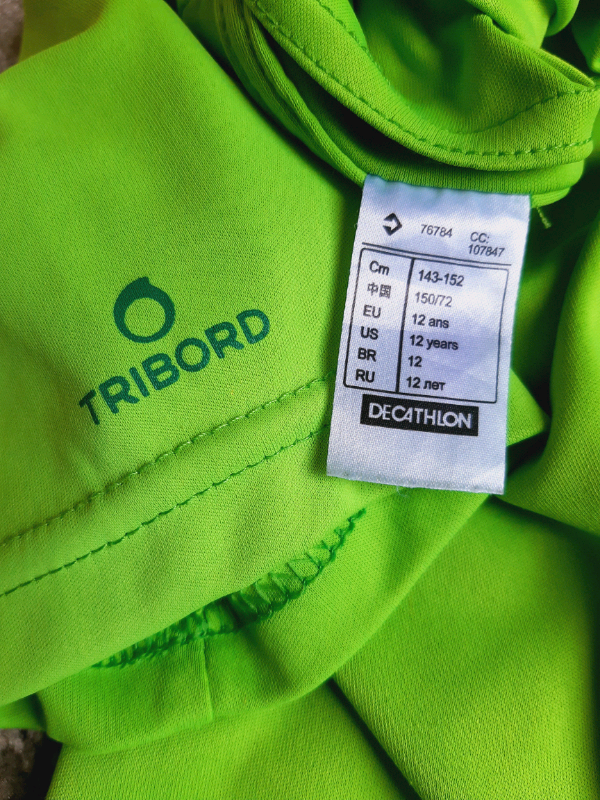 TRIBORD
76784 CC:
107847
Cm 143-152
中国 150/72
EU 12 ans
US 12 years
BR 12
RU 12 лет
DECATHLON